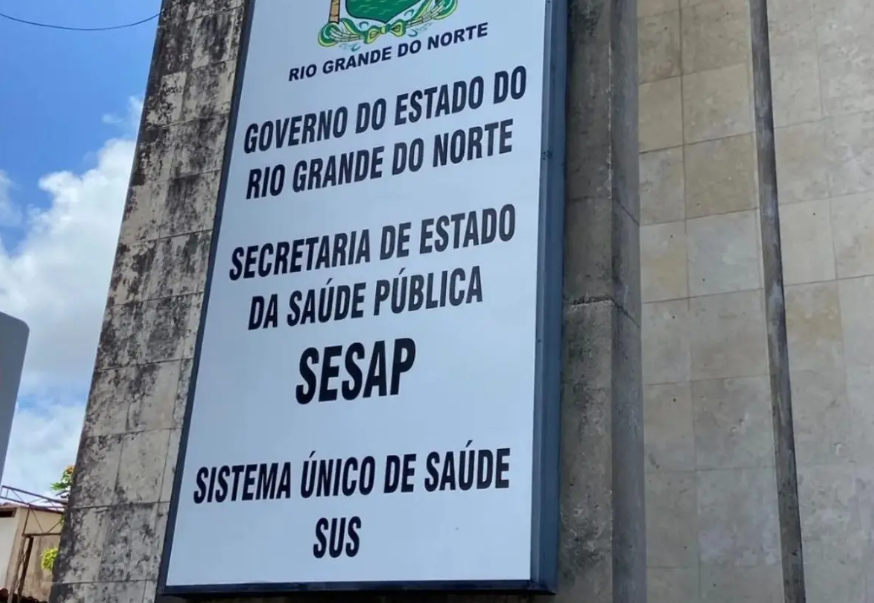 RIO GRANDE DO NORTE
GOVERNO DO ESTADO DO
RIO GRANDE DO NORTE
SECRETARIA DE ESTADO
DA SAÚDE PÚBLICA
SESAP
SISTEMA ÚNICO DE SAÚDE
SUS